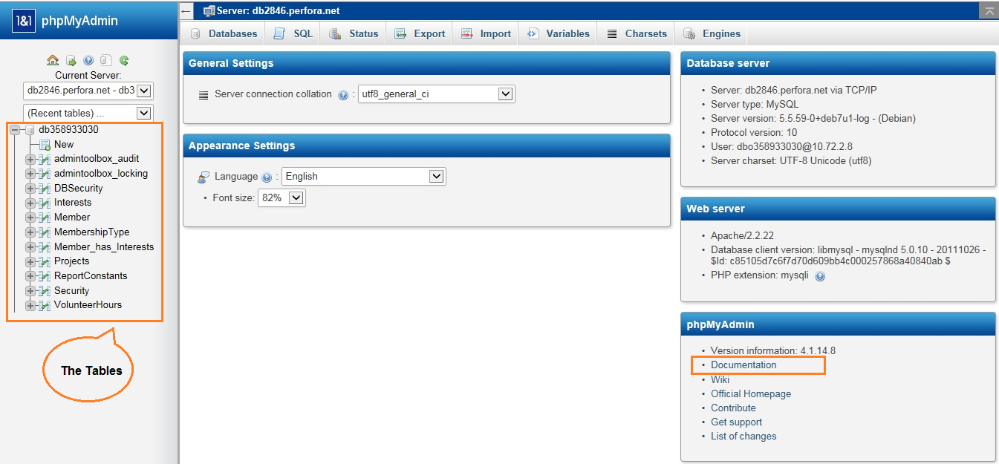 1&1 phpMyAdmin
Server: db2846.perfora.net
Databases SQL Status Export Import Variables Charsets Engines
Current Server:
db2846.perfora.net - db3
(Recent tables) ...
db358933030
New
admintoolbox_audit
admintoolbox_locking
DBSecurity
Interests
Member
MembershipType
Member_has_Interests
Projects
ReportConstants
Security
VolunteerHours
The Tables
General Settings
Server connection collation : utf8_general_ci
Appearance Settings
Language : English
• Font size: 82%
Database server
• Server: db2846.perfora.net via TCP/IP
• Server type: MySQL
• Server version: 5.5.59-0+deb7u1-log - (Debian)
• Protocol version: 10
• User: dbo358933030@10.72.2.8
• Server charset: UTF-8 Unicode (utf8)
Web server
• Apache/2.2.22
• Database client version: libmysql - mysqlnd 5.0.10 - 20111026 -
$Id: c85105d7c6f7d70d609bb4c000257868a40840ab $
• PHP extension: mysqli
phpMyAdmin
• Version information: 4.1.14.8
• Documentation
• Wiki
• Official Homepage
• Contribute
• Get support
• List of changes